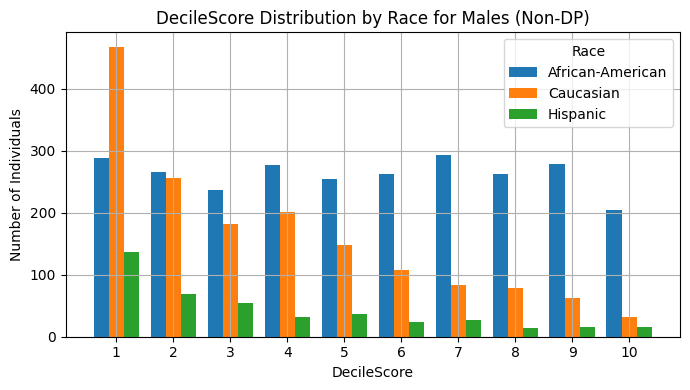 DecileScore Distribution by Race for Males (Non-DP)
Race
African-American
Caucasian
Hispanic
Number of Individuals
400
300
200
100
0
1 2 3 4 5 6 7 8 9 10
DecileScore